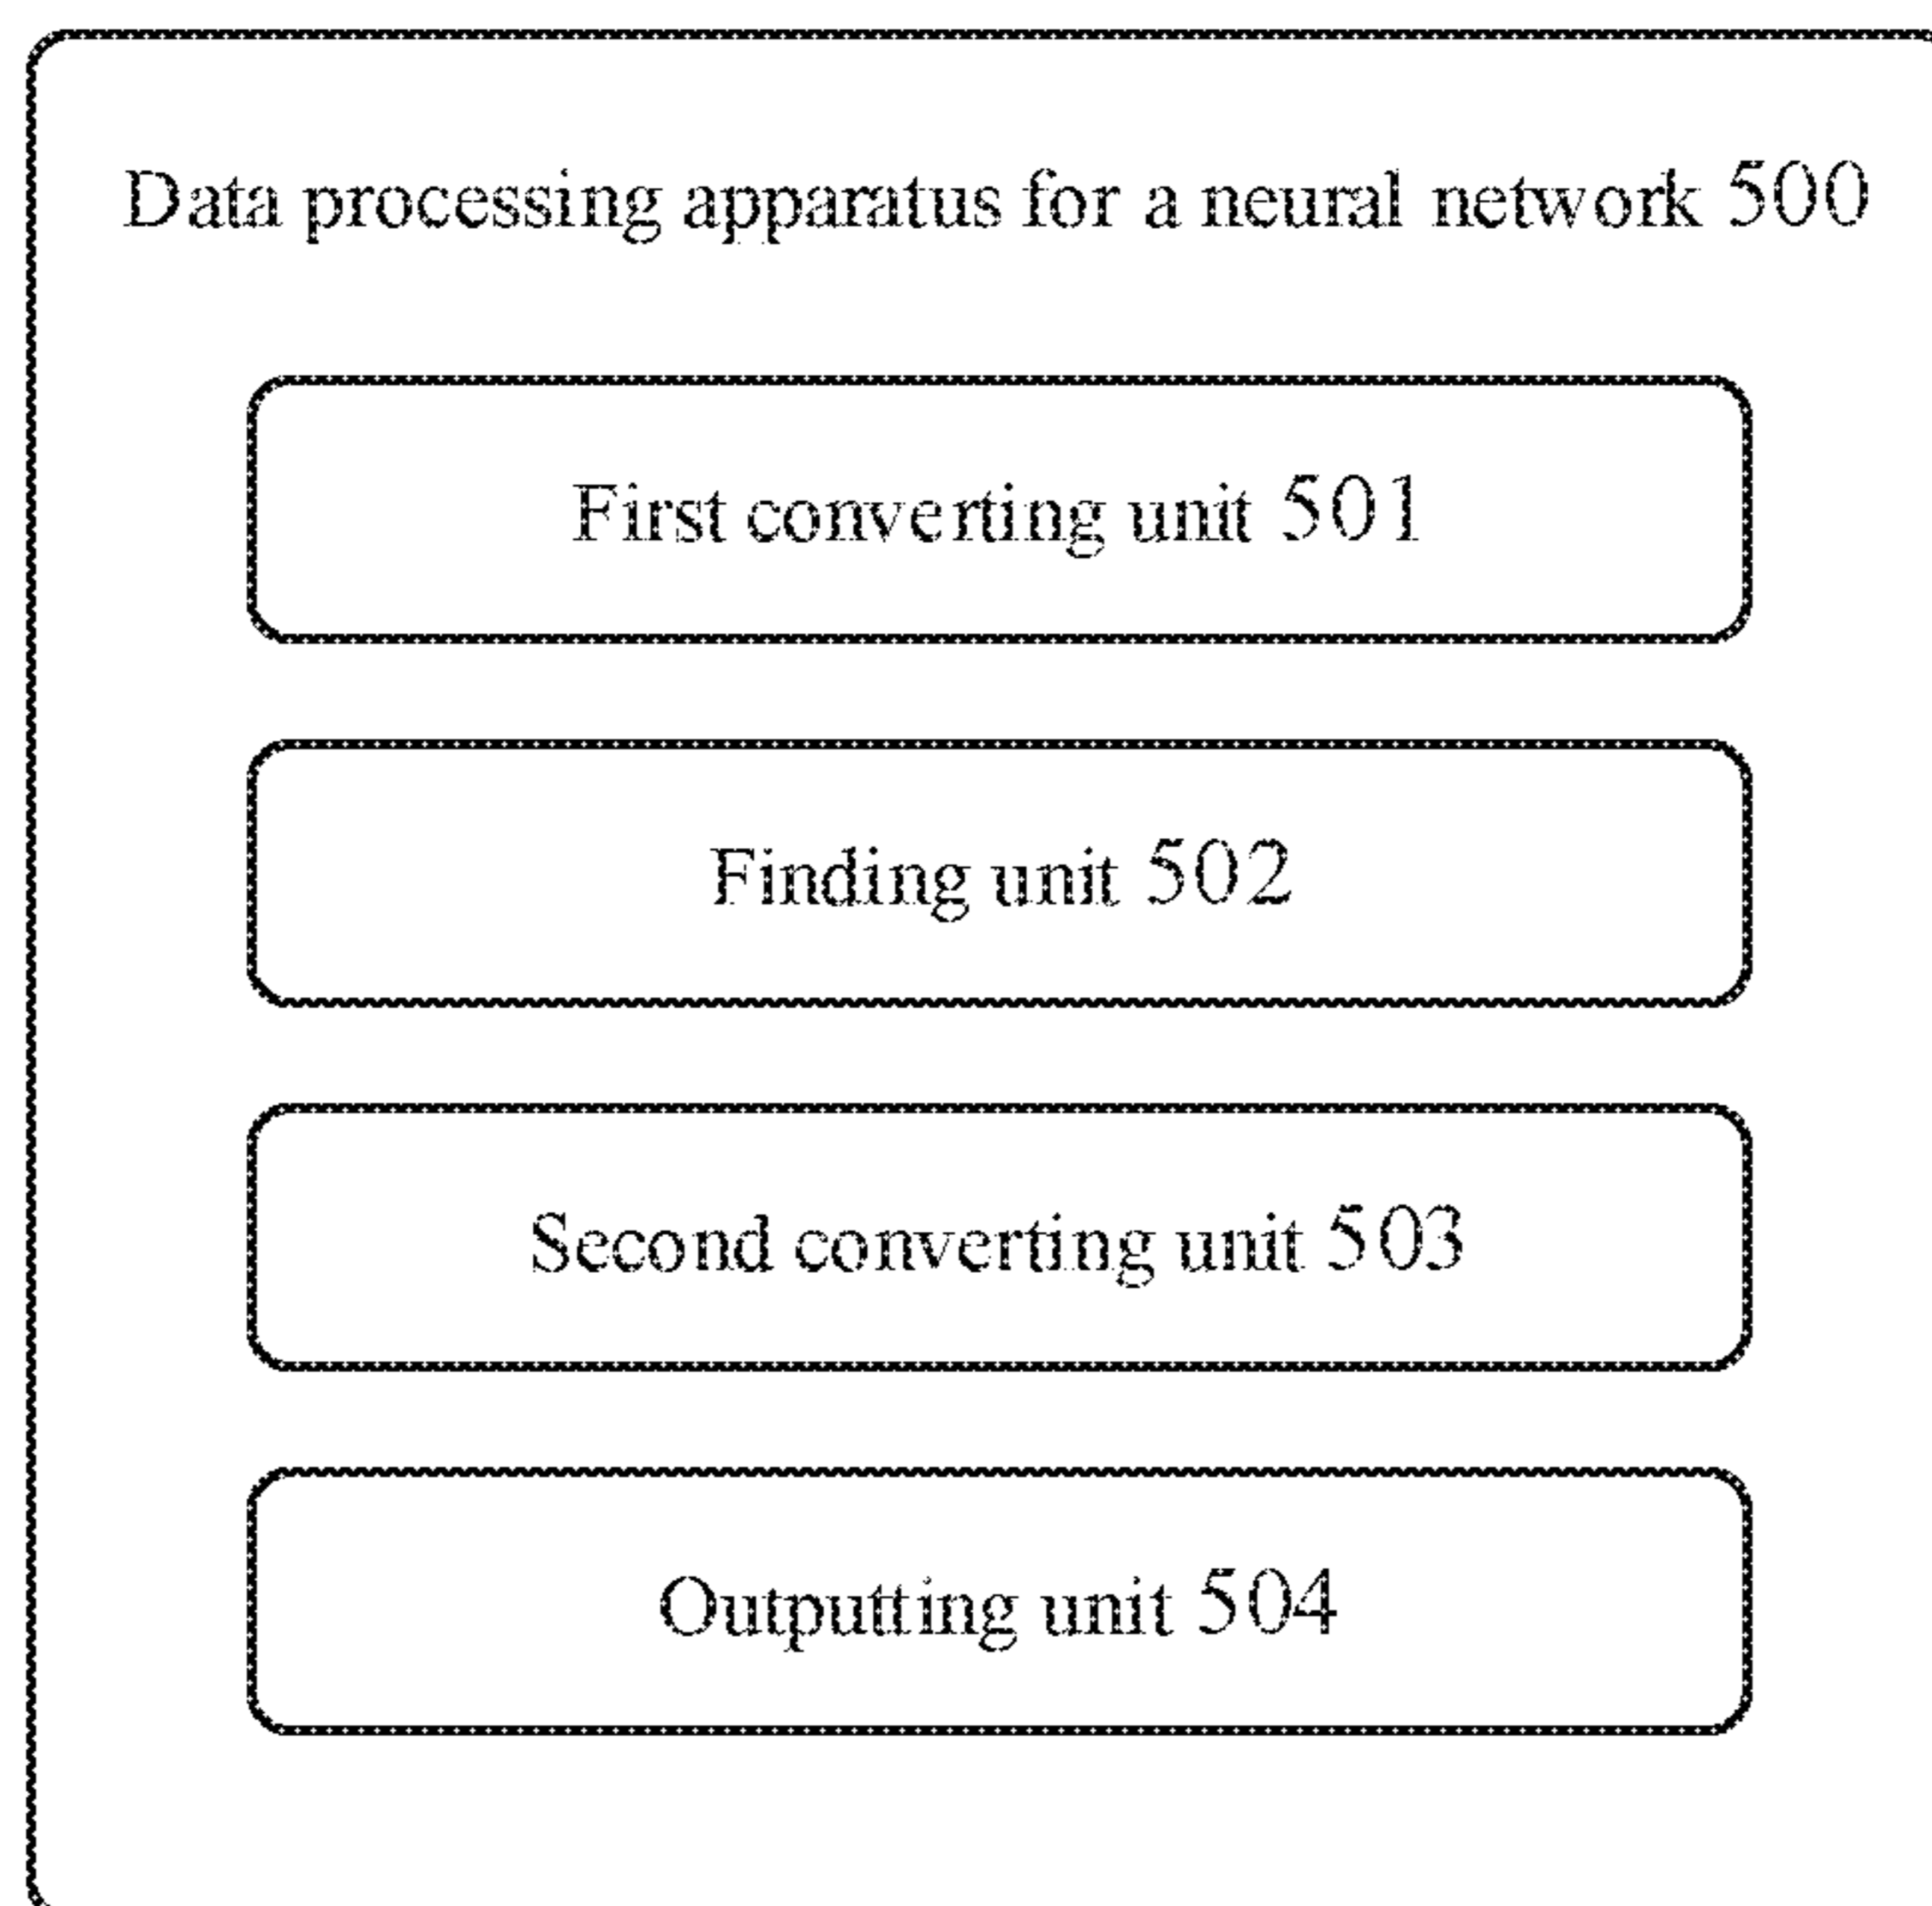 Data processing apparatus for a neural network 500
First converting unit 501
Finding unit 502
Second converting unit 503
Outputting unit 504